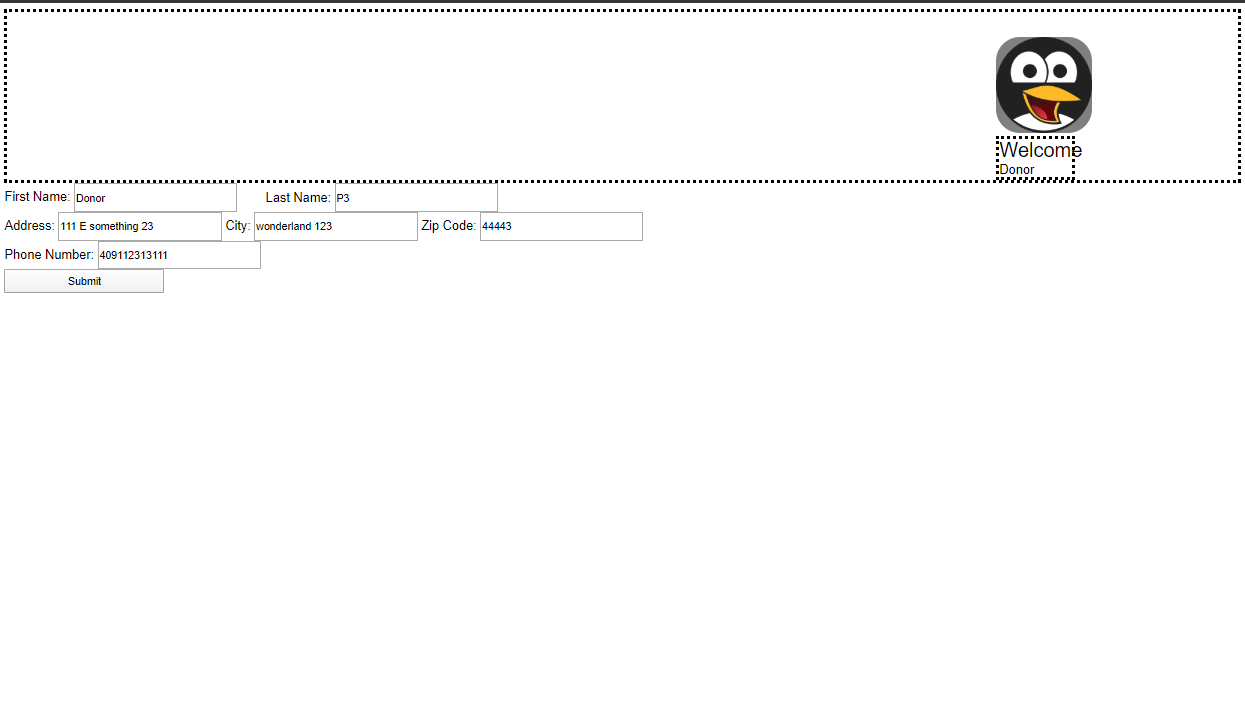 Welcome
Donor
First Name: Donor Last Name: P3
Address: 111 E something 23 City: wonderland 123 Zip Code: 44443
Phone Number: 409112313111
Submit